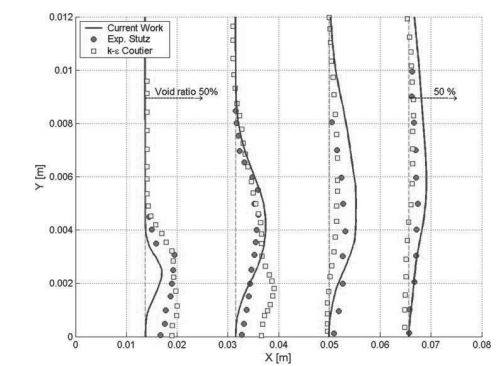 0.012
0.01
0.008
0.006
0.004
0.002
0
Y [m]
Current Work
Exp. Stutz
k-ε Coutier
Void ratio 50%
50 %
0 0.01 0.02 0.03 0.04 0.05 0.06 0.07 0.08
X [m]